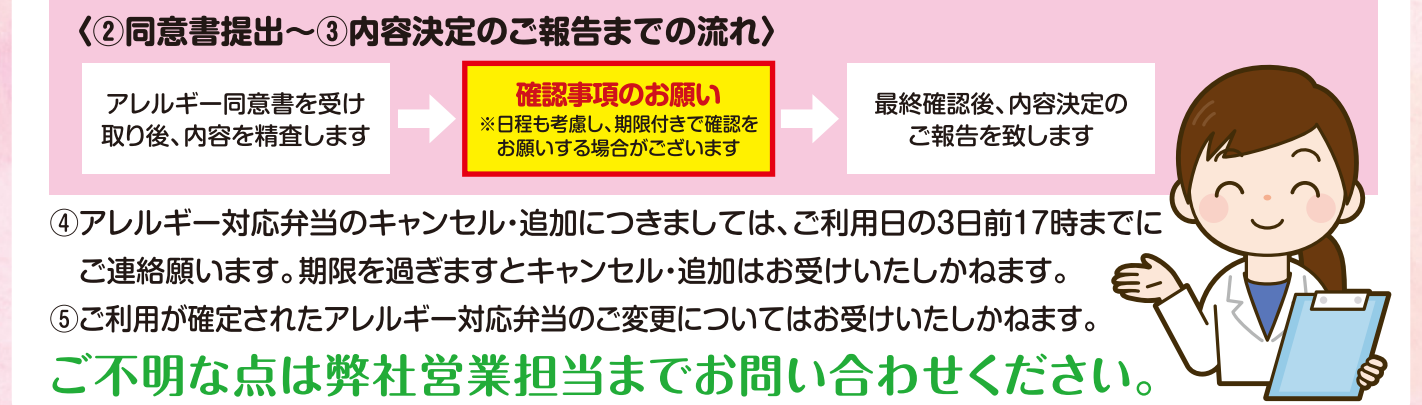 〈②同意書提出～③内容決定のご報告までの流れ〉
アレルギー同意書を受け
取り後、内容を精査します
確認事項のお願い
※日程も考慮し、期限付きで確認を
お願いする場合がございます
最終確認後、内容決定の
ご報告を致します
④アレルギー対応弁当のキャンセル・追加につきましては、ご利用日の3日前17時までに
ご連絡願います。期限を過ぎますとキャンセル・追加はお受けいたしかねます。
⑤ご利用が確定されたアレルギー対応弁当のご変更についてはお受けいたしかねます。
ご不明な点は弊社営業担当までお問い合わせください。